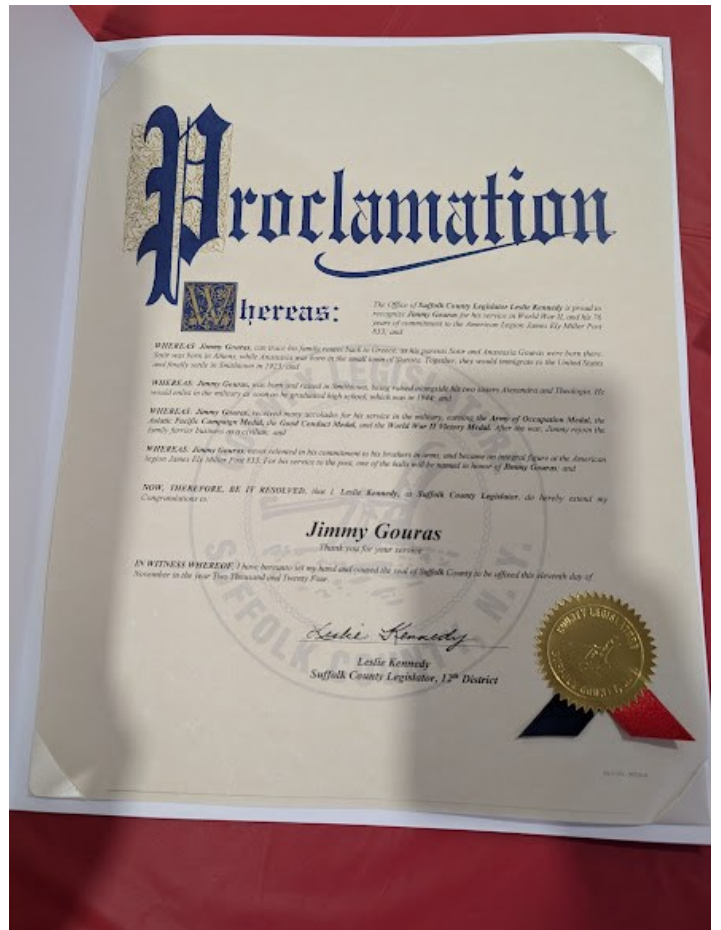 Proclamation
Whereas:
The Office of Suffolk County Legislator Leslie Kennedy is proud to
recognize Jimmy Gouras for his service in World War II, and his 76
years of commitment to the American Legion James Ely Miller Post
833; and
WHEREAS Jimmy Gouras, can trace his family routes back to Greece, as his parents Sotir and Anastasia Gouras were born there.
Sotir was born in Athens, while Anastasia was born in the small town of Together, they would immigrate to the United States
and finally settle in Smithtown in 1923; and
WHEREAS Jimmy Gouras, was born and raised in Smithtown, being raised alongside his two sisters Alexandra and Theologie. He
would enlist in the military as soon as he graduated high school, which was in 1944; and
WHEREAS: Jimmy Gouras, received many accolades for his service in the military, earning the Army of Occupation Medal, the
Asiatic Pacific Campaign Medal, the Good Conduct Medal, and the World War II Victory Medal. After the war, Jimmy rejoin the
family furrier business as a civilian; and
WHEREAS: Jimmy Gouras, never relented in his commitment to his brothers in arms, and became an integral figure at the American
legion James Ely Miller Post 833. For his service to the post, one of the halls will be named in honor of Jimmy Gouras; and
NOW, THEREFORE, BE IT RESOLVED, that I, Leslie Kennedy, as Suffolk County Legislator, do hereby extend my
Congratulations to:
Jimmy Gouras
Thank you for your service
IN WITNESS WHEREOF, I have hereunto set my hand and caused the seal of Suffolk County to be affixed this eleventh day of
November in the year Two Thousand and Twenty Four.
Leslie Kennedy
Leslie Kennedy
Suffolk County Legislator, 12th District
COUNTY LEGISLATURE
SUFFOLK COUNTY, N.Y.